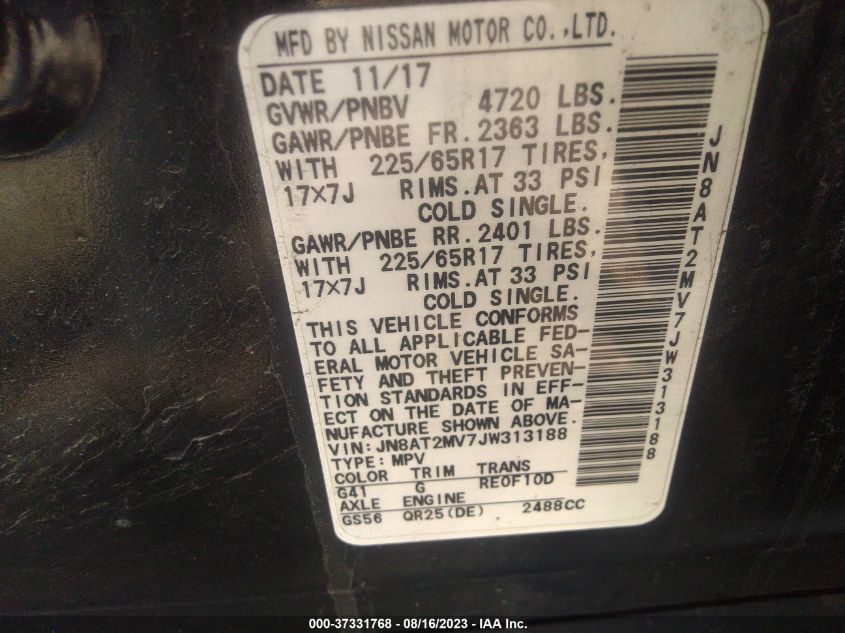 MFD BY NISSAN MOTOR CO.,LTD.
DATE 11/17
GVWR/PNBV 4720 LBS.
GAWR/PNBE FR. 2363 LBS.
WITH 225/65R17 TIRES,
17X7J RIMS.AT 33 PSI
COLD SINGLE.
GAWR/PNBE RR. 2401 LBS.
WITH 225/65R17 TIRES,
17X7J RIMS.AT 33 PSI
COLD SINGLE.
THIS VEHICLE CONFORMS
TO ALL APPLICABLE FED-
ERAL MOTOR VEHICLE SA-
FETY AND THEFT PREVEN-
TION STANDARDS IN EFF-
ECT ON THE DATE OF MA-
NUFACTURE SHOWN ABOVE.
VIN:JN8AT2MV7JW313188
TYPE:MPV
COLOR TRIM TRANS
G41 G RE0F10D
AXLE ENGINE
GS56 QR25(DE) 2488CC
JN8AT2MV7JW313188
000-37331768 - 08/16/2023 - © IAA Inc.